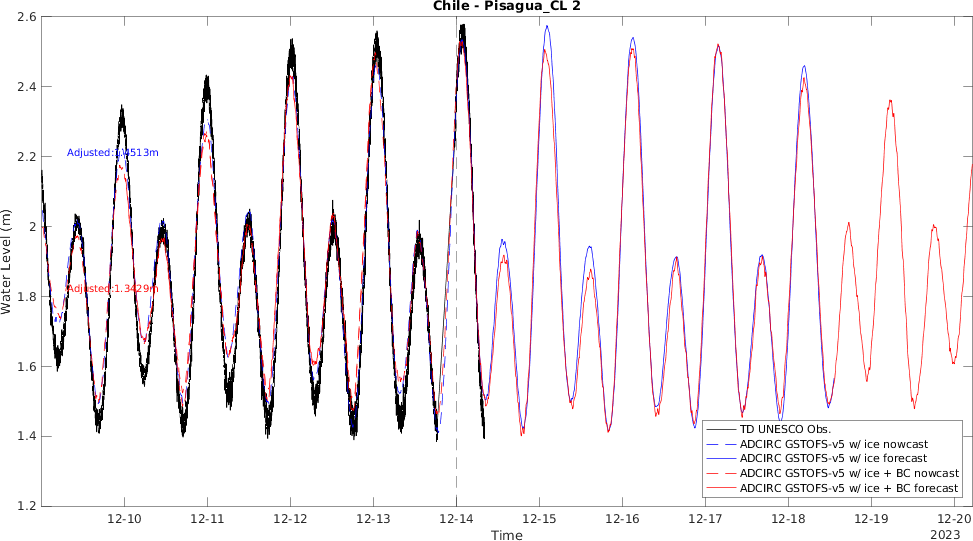 Chile - Pisagua_CL 2
2.6
2.4
2.2
2
1.8
1.6
1.4
1.2
Water Level (m)
Adjusted:1.4513m
Adjusted:1.3429m
TD UNESCO Obs.
ADCIRC GSTOFS-v5 w/ ice nowcast
ADCIRC GSTOFS-v5 w/ ice forecast
ADCIRC GSTOFS-v5 w/ ice + BC nowcast
ADCIRC GSTOFS-v5 w/ ice + BC forecast
12-10 12-11 12-12 12-13 12-14 12-15 12-16 12-17 12-18 12-19 12-20
Time
2023